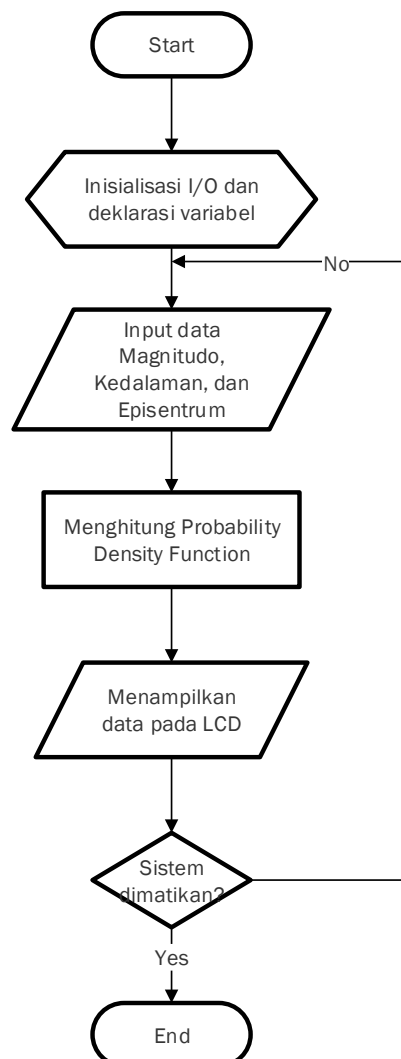 Start
Inisialisasi I/O dan
deklarasi variabel
No
Input data
Magnitudo,
Kedalaman, dan
Episentrum
Menghitung Probability
Density Function
Menampilkan
data pada LCD
Sistem
dimatikan?
Yes
End